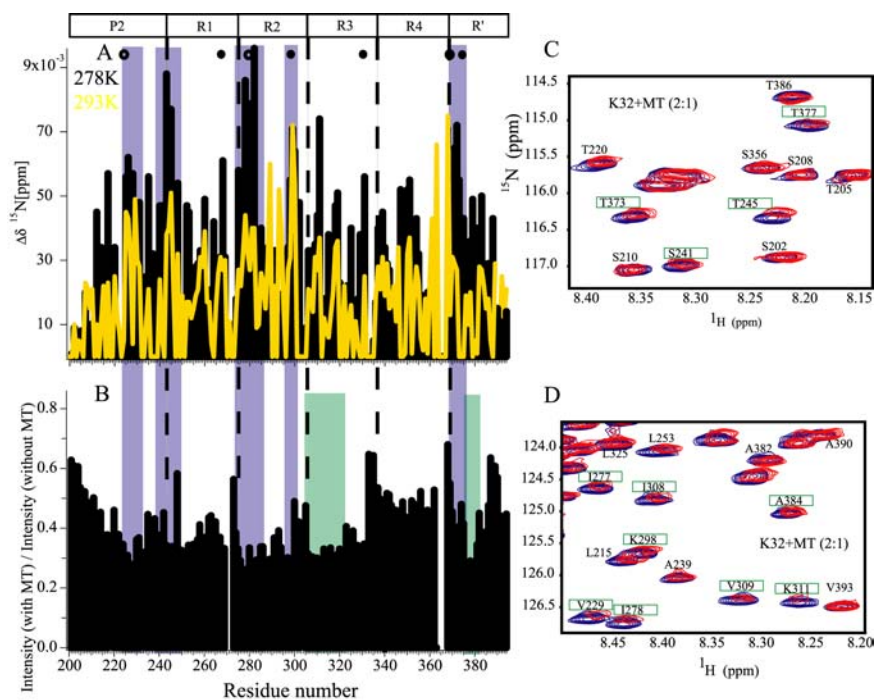 P2 R1 R2 R3 R4 R'
A
278K
293K
9×10⁻³
70
50
30
10
Δδ ¹⁵N[ppm]
B
0.8
0.6
0.4
0.2
0.0
Intensity (with MT) / Intensity (without MT)
200 220 240 260 280 300 320 340 360 380
Residue number
C
114.5
115.0
115.5
116.0
116.5
117.0
¹⁵N (ppm)
K32+MT (2:1)
T386
T377
T220
S356
S208
T205
T373
T245
S210
S241
S202
8.40 8.35 8.30 8.25 8.20 8.15
¹H (ppm)
D
124.0
124.5
125.0
125.5
126.0
126.5
L325
L253
A382
A390
I277
I308
A384
K298
K32+MT (2:1)
L215
A239
V309
K311
V393
V229
I278
8.40 8.35 8.30 8.25 8.20
¹H (ppm)